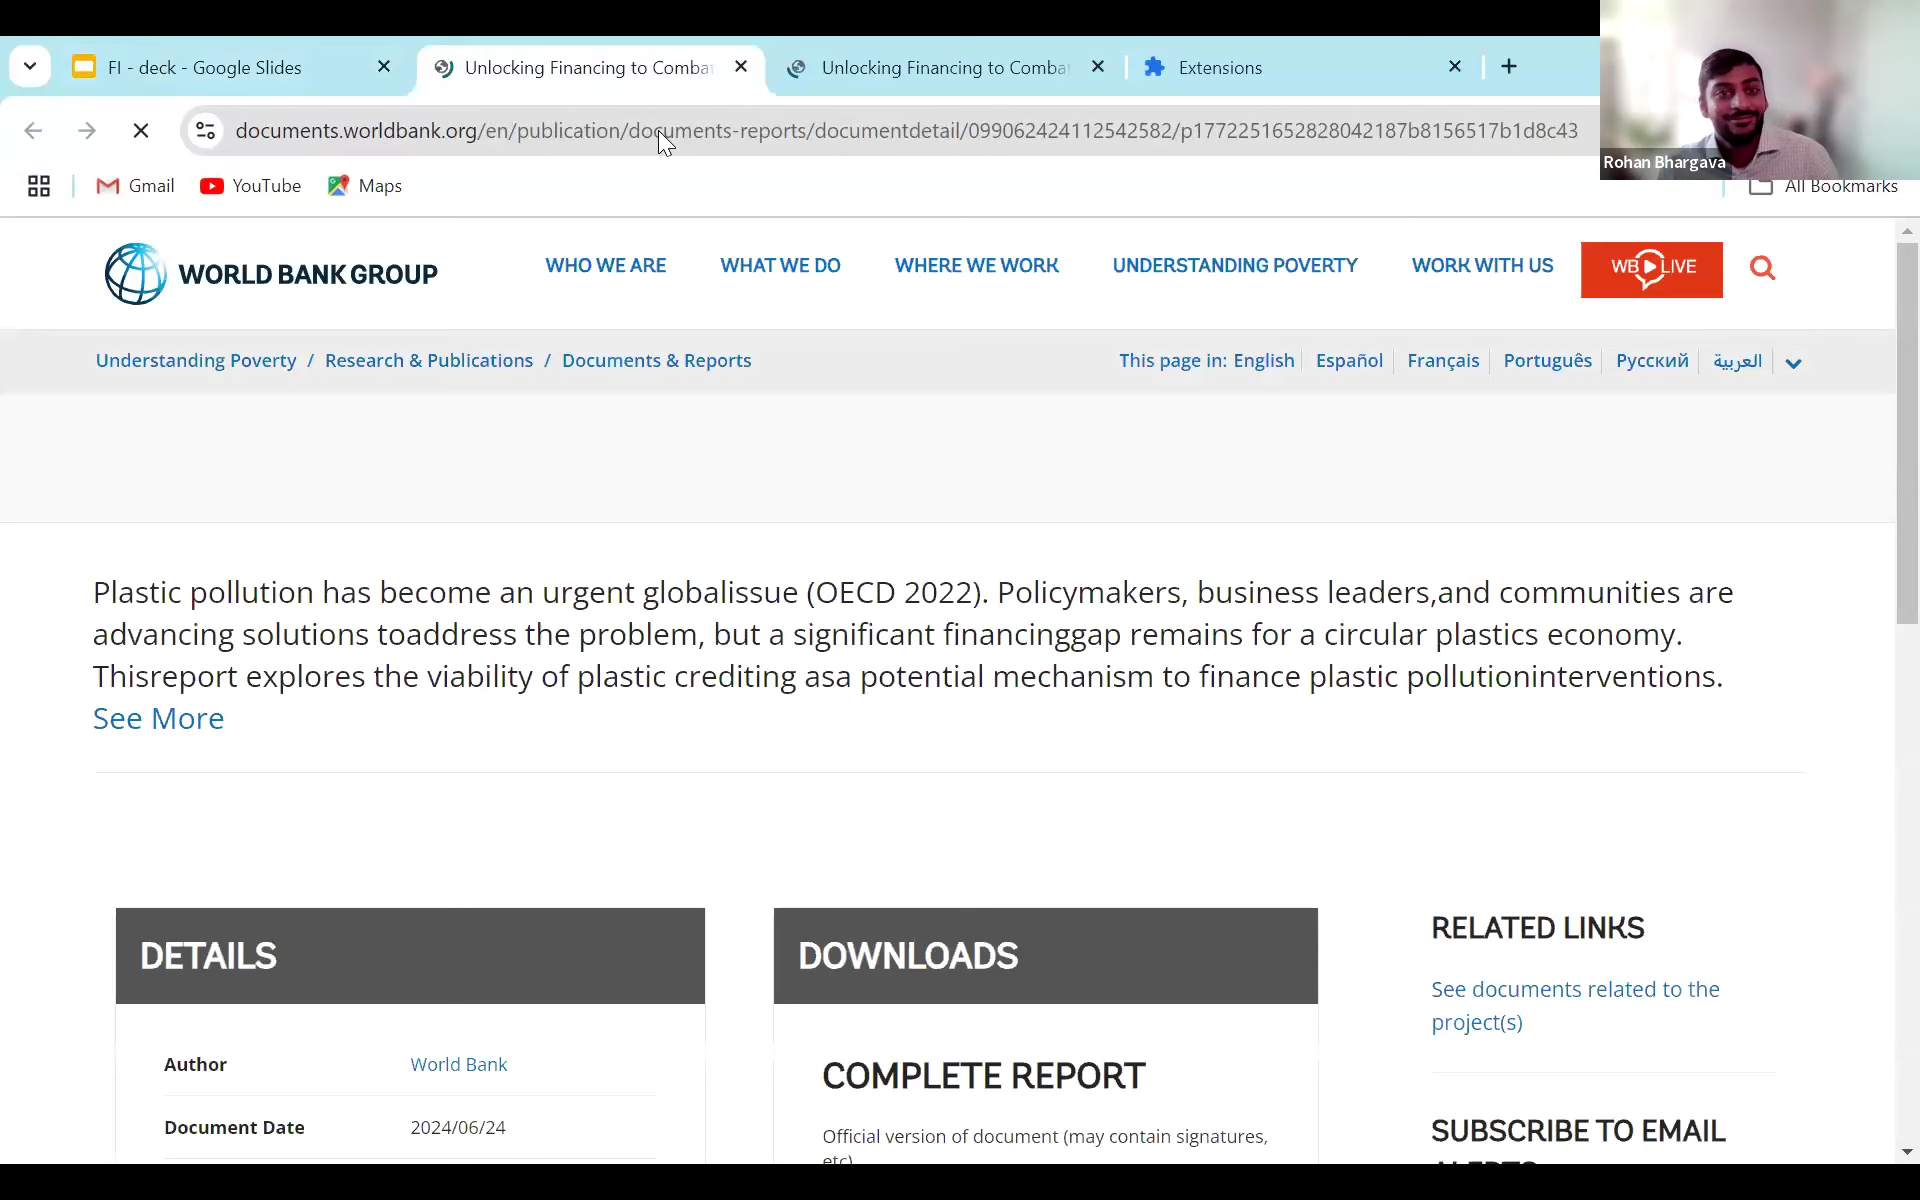 FI - deck - Google Slides
Unlocking Financing to Comba
Unlocking Financing to Comba
Extensions
documents.worldbank.org/en/publication/documents-reports/documentdetail/099062424112542582/p1772251652828042187b8156517b1d8c43
Rohan Bhargava
Gmail
YouTube
Maps
All Bookmarks
WORLD BANK GROUP
WHO WE ARE
WHAT WE DO
WHERE WE WORK
UNDERSTANDING POVERTY
WORK WITH US
WB LIVE
Understanding Poverty / Research & Publications / Documents & Reports
This page in: English Español Français Português Русский العربية
Plastic pollution has become an urgent globalissue (OECD 2022). Policymakers, business leaders,and communities are
advancing solutions toaddress the problem, but a significant financinggap remains for a circular plastics economy.
Thisreport explores the viability of plastic crediting asa potential mechanism to finance plastic pollutioninterventions.
See More
DETAILS
Author World Bank
Document Date 2024/06/24
DOWNLOADS
COMPLETE REPORT
Official version of document (may contain signatures,
etc)
RELATED LINKS
See documents related to the
project(s)
SUBSCRIBE TO EMAIL
ALERTS